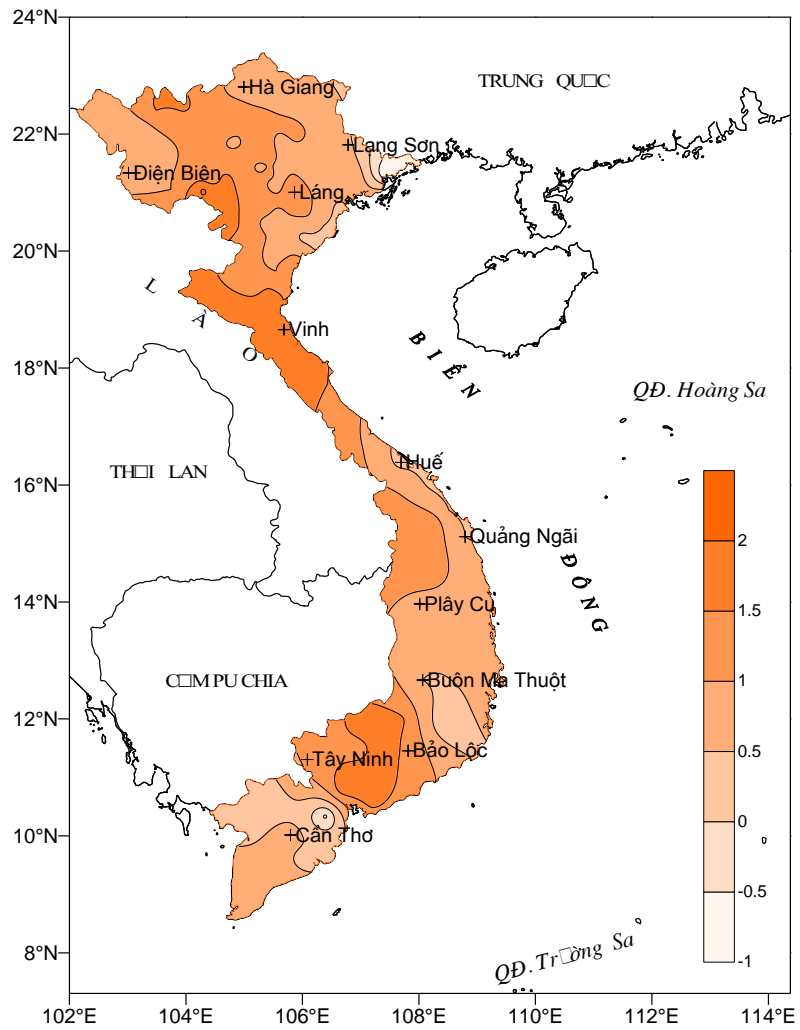 24°N
TRUNG QU□C
Hà Giang
22°N
Lạng Sơn
Điện Biên
Láng
20°N
L À O
Vinh
BIỂN
18°N
QĐ. Hoàng Sa
Huế
TH□I LAN
16°N
Quảng Ngãi
2
ĐÔNG
14°N
Plây Cu
1.5
C□MPUCHIA
Buôn Ma Thuột
1
12°N
Bảo Lộc
Tây Ninh
0.5
10°N
Cần Thơ
0
-0.5
8°N
QĐ. Tr□ờng Sa
-1
102°E 104°E 106°E 108°E 110°E 112°E 114°E